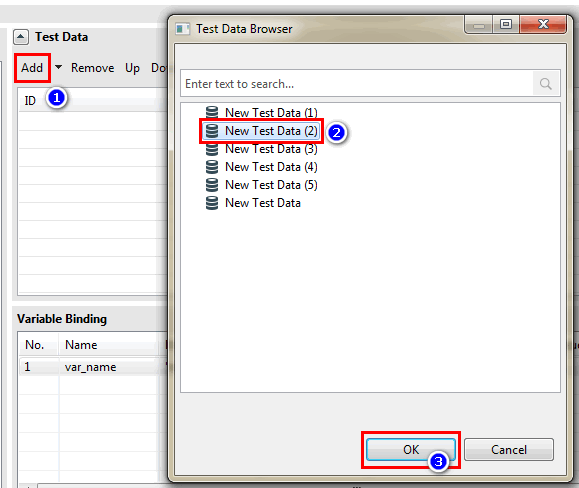 Test Data
Add Remove Up
1
ID
Variable Binding
No. Name
1 var_name
Test Data Browser
Enter text to search...
New Test Data (1)
New Test Data (2)
2
New Test Data (3)
New Test Data (4)
New Test Data (5)
New Test Data
OK Cancel
3